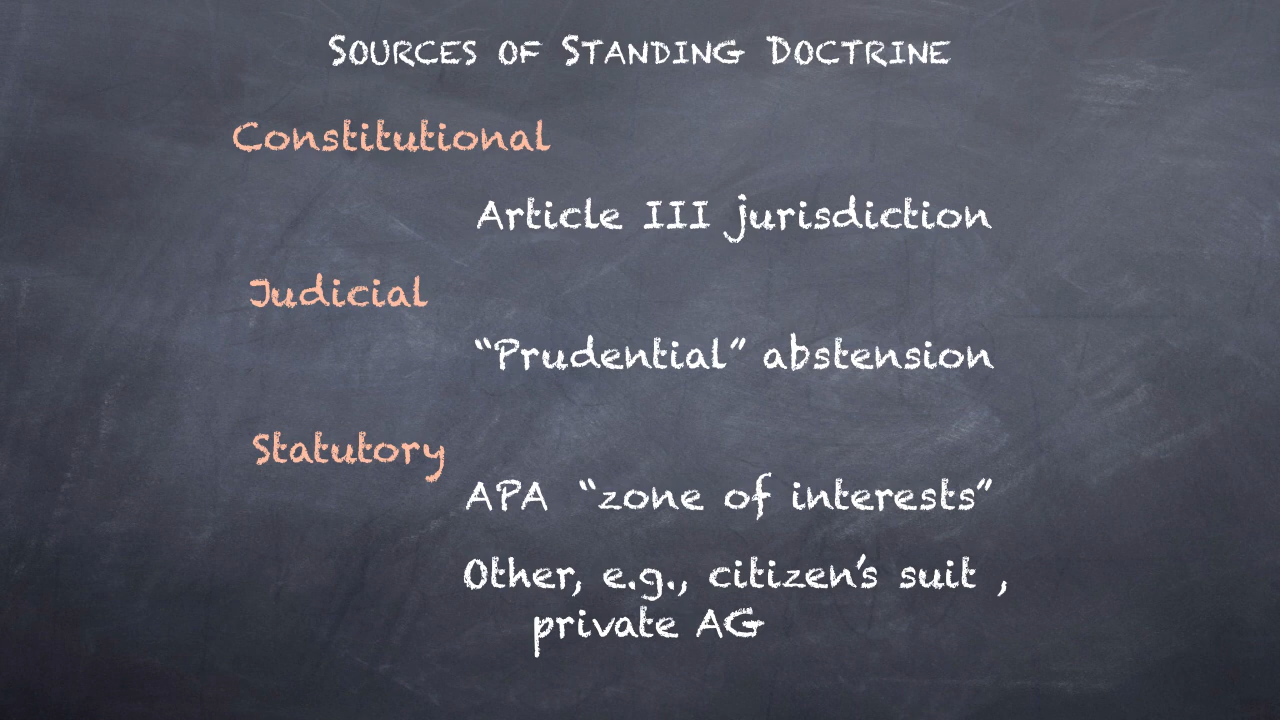 SOURCES OF STANDING DOCTRINE
Constitutional
Article III jurisdiction
Judicial
“Prudential” abstension
Statutory
APA “zone of interests”
Other, e.g., citizen’s suit ,
private AG